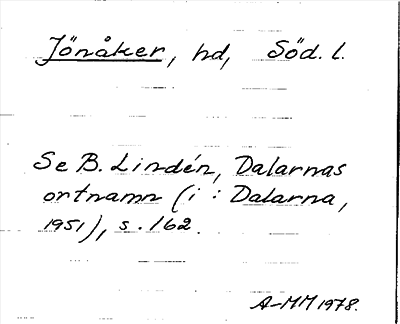 Jönåker, hd, Söd. l.
Se B. Lindén, Dalarnas
ortnamn (i : Dalarna,
1951), s. 162.
A-MM 1978.